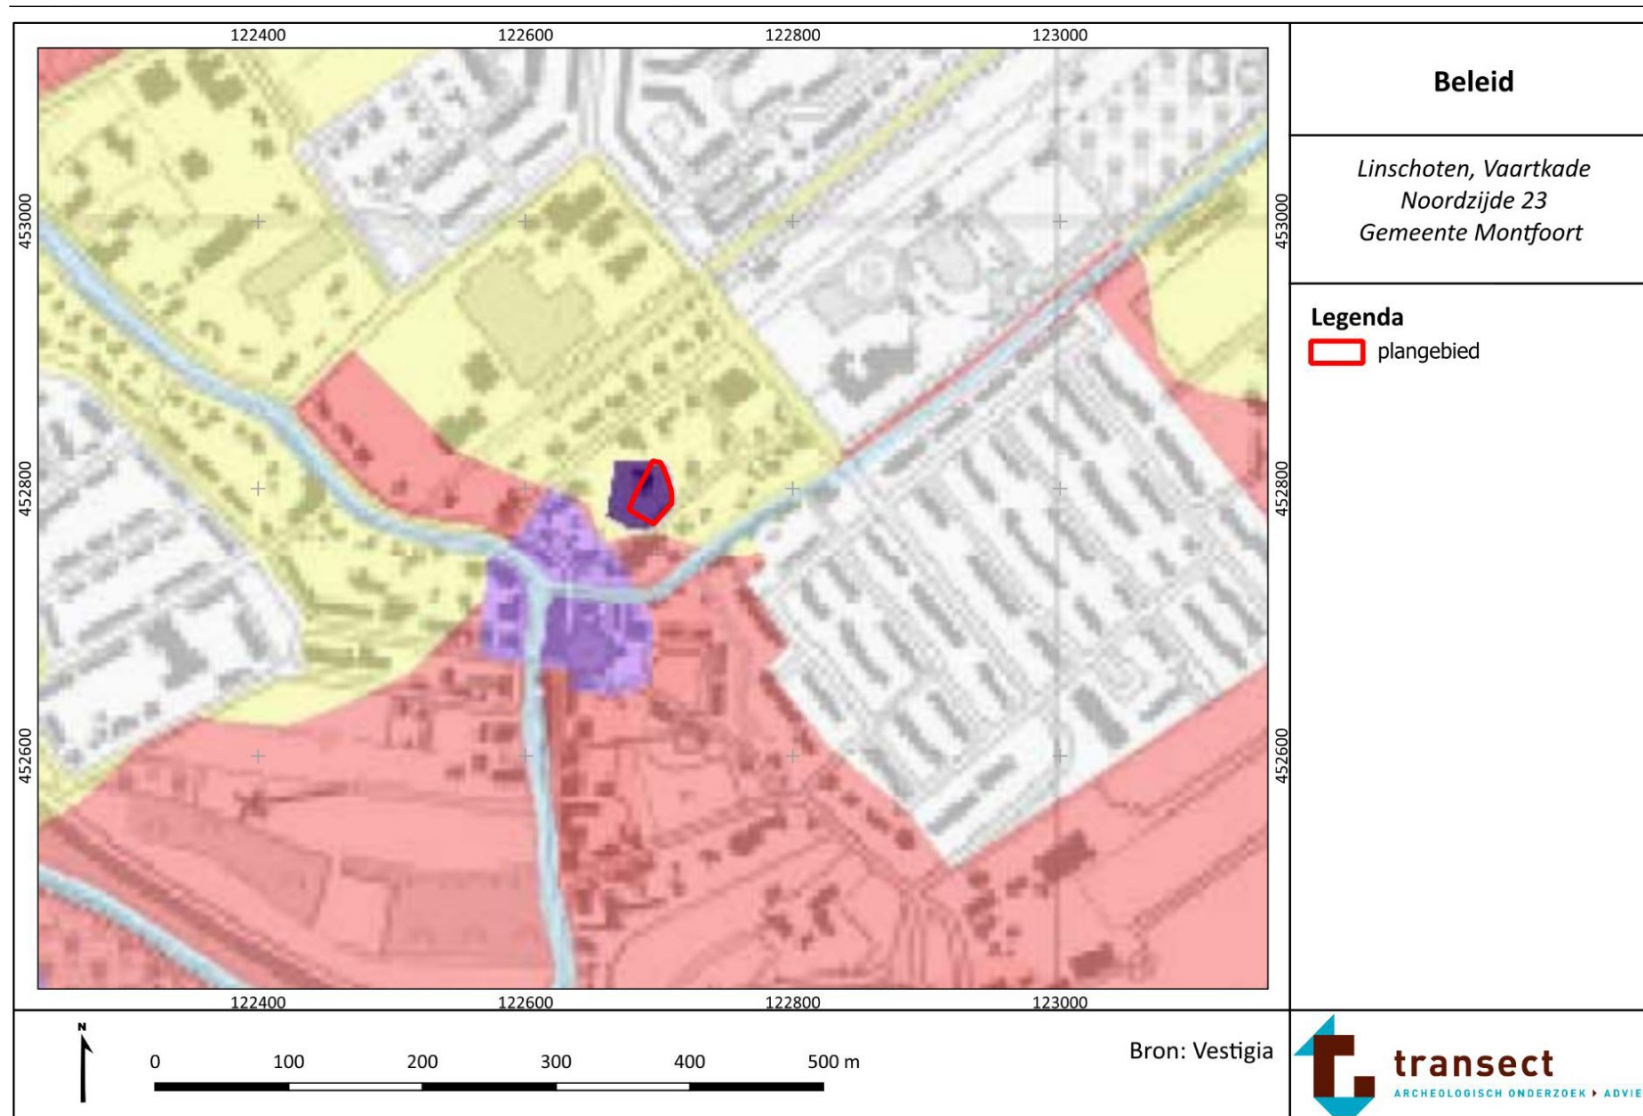 122400 122600 122800 123000
Beleid
Linschoten, Vaartkade
Noordzijde 23
Gemeente Montfoort
453000 453000
Legenda
plangebied
452800 452800
452600 452600
122400 122600 122800 123000
N
0 100 200 300 400 500 m
Bron: Vestigia
transect
ARCHEOLOGISCH ONDERZOEK ADVIE